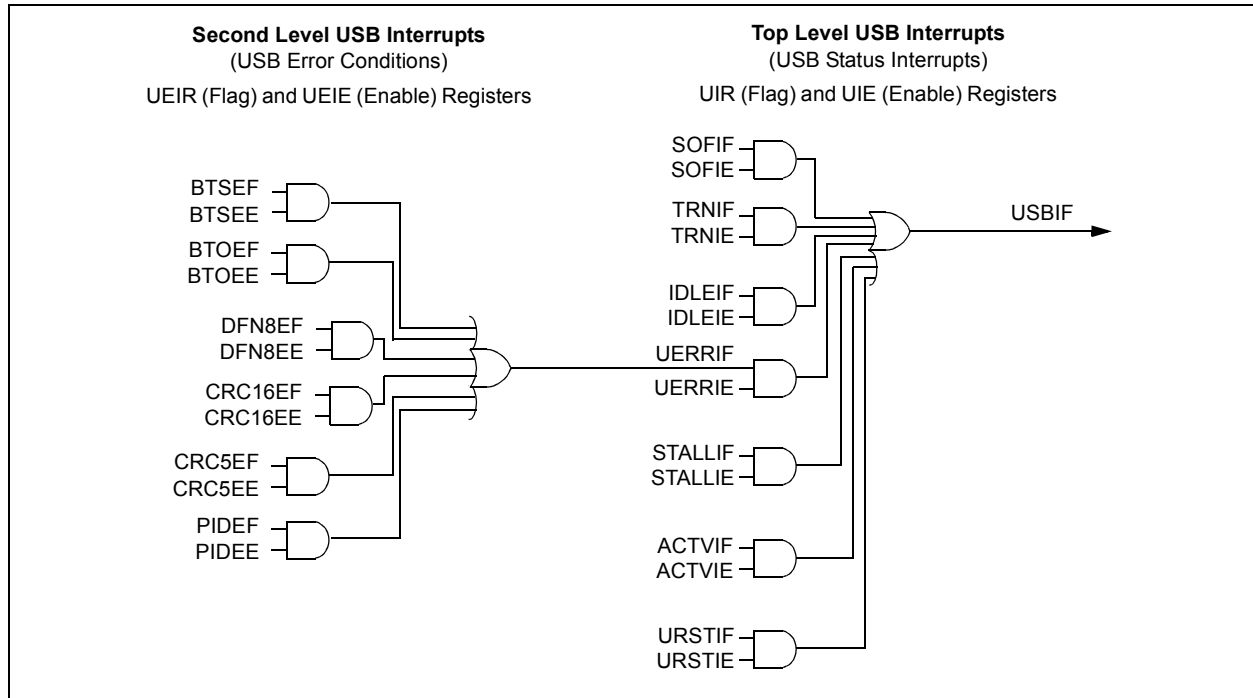 Second Level USB Interrupts
(USB Error Conditions)
UEIR (Flag) and UEIE (Enable) Registers
BTSEF
BTSEE
BTOEF
BTOEE
DFN8EF
DFN8EE
CRC16EF
CRC16EE
CRC5EF
CRC5EE
PIDEF
PIDEE
Top Level USB Interrupts
(USB Status Interrupts)
UIR (Flag) and UIE (Enable) Registers
SOFIF
SOFIE
TRNIF
TRNIE
IDLEIF
IDLEIE
UERRIF
UERRIE
STALLIF
STALLIE
ACTVIF
ACTVIE
URSTIF
URSTIE
USBIF